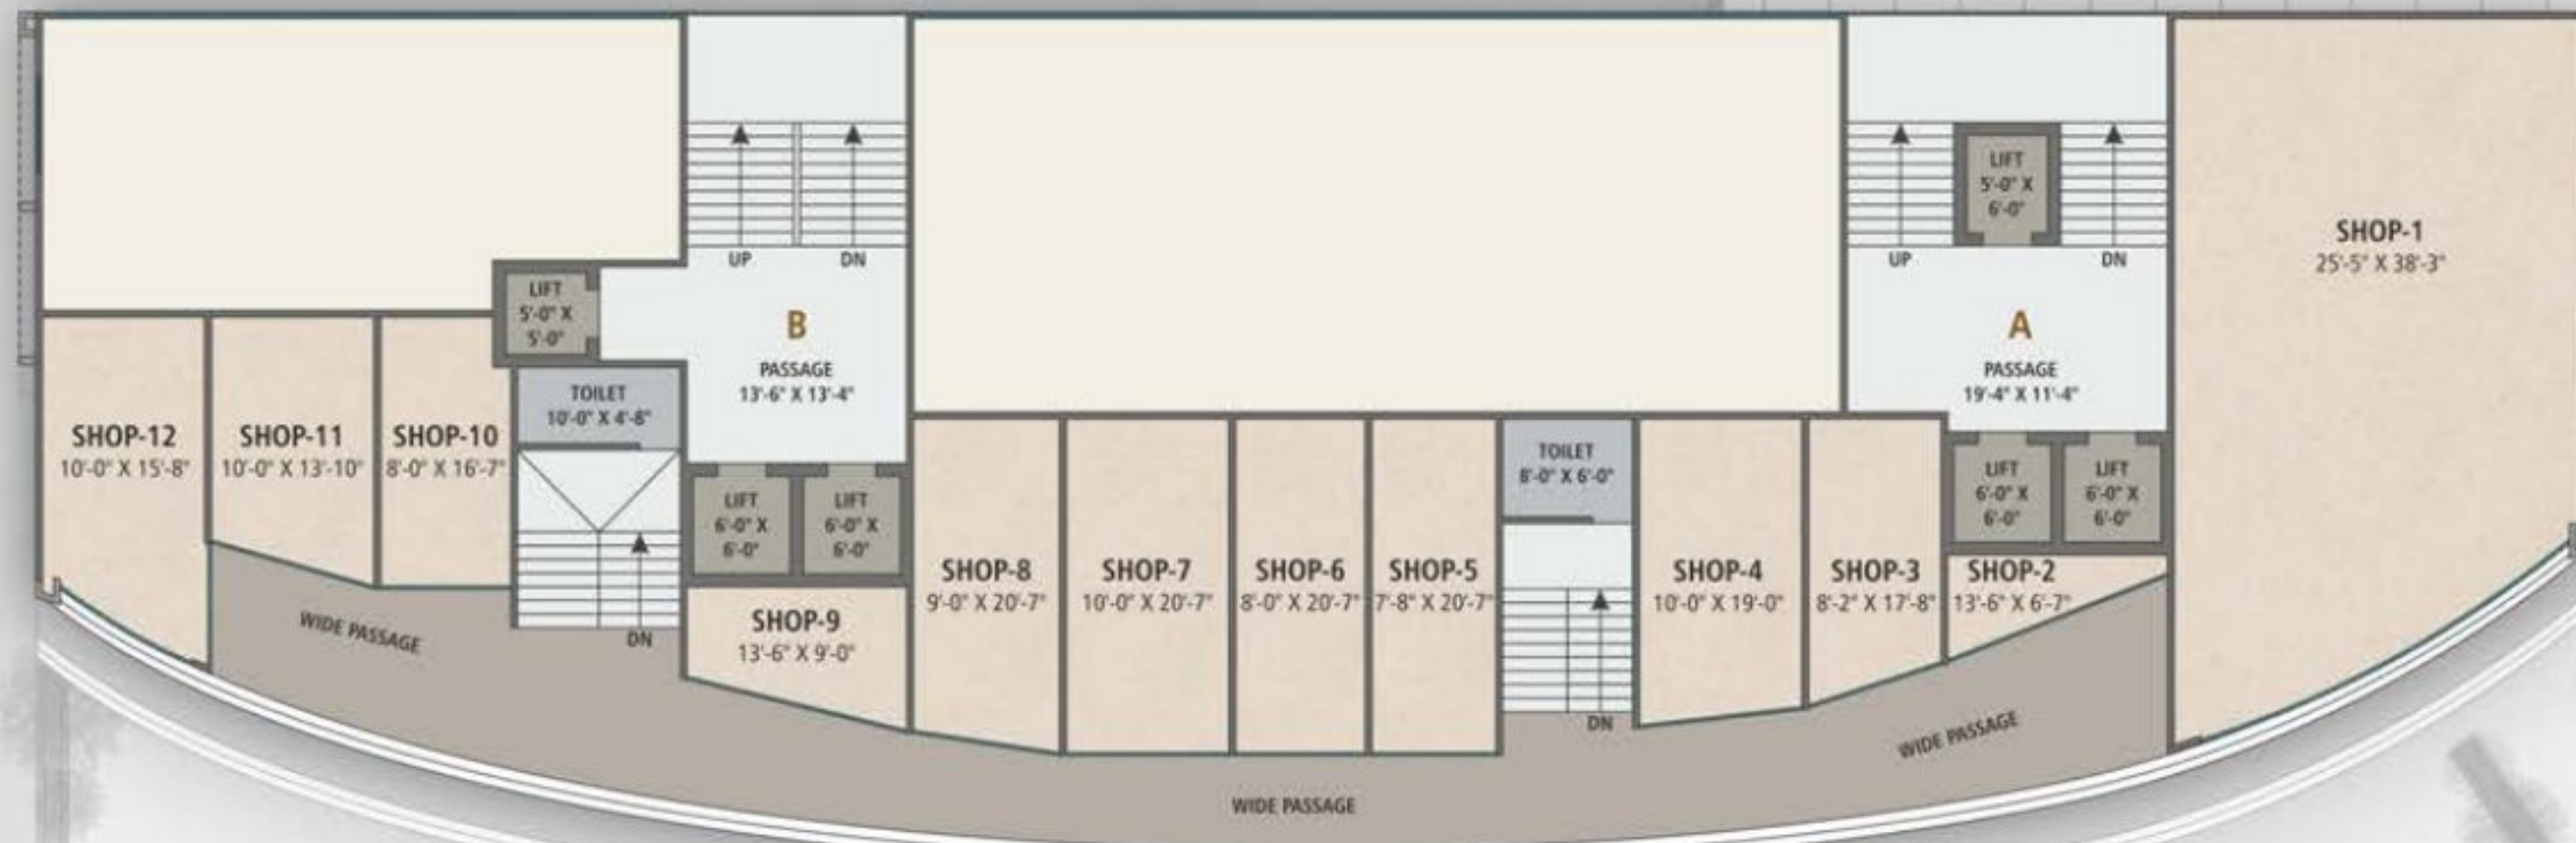 UP
DN
LIFT
5'-0" X
5'-0"
B
PASSAGE
13'-6" X 13'-4"
TOILET
10'-0" X 4'-8"
LIFT
6'-0" X
6'-0"
LIFT
6'-0" X
6'-0"
SHOP-12
10'-0" X 15'-8"
SHOP-11
10'-0" X 13'-10"
SHOP-10
8'-0" X 16'-7"
DN
WIDE PASSAGE
SHOP-9
13'-6" X 9'-0"
SHOP-8
9'-0" X 20'-7"
SHOP-7
10'-0" X 20'-7"
SHOP-6
8'-0" X 20'-7"
SHOP-5
7'-8" X 20'-7"
TOILET
8'-0" X 6'-0"
DN
WIDE PASSAGE
SHOP-4
10'-0" X 19'-0"
SHOP-3
8'-2" X 17'-8"
SHOP-2
13'-6" X 6'-7"
WIDE PASSAGE
LIFT
5'-0" X
6'-0"
UP
DN
A
PASSAGE
19'-4" X 11'-4"
LIFT
6'-0" X
6'-0"
LIFT
6'-0" X
6'-0"
SHOP-1
25'-5" X 38'-3"